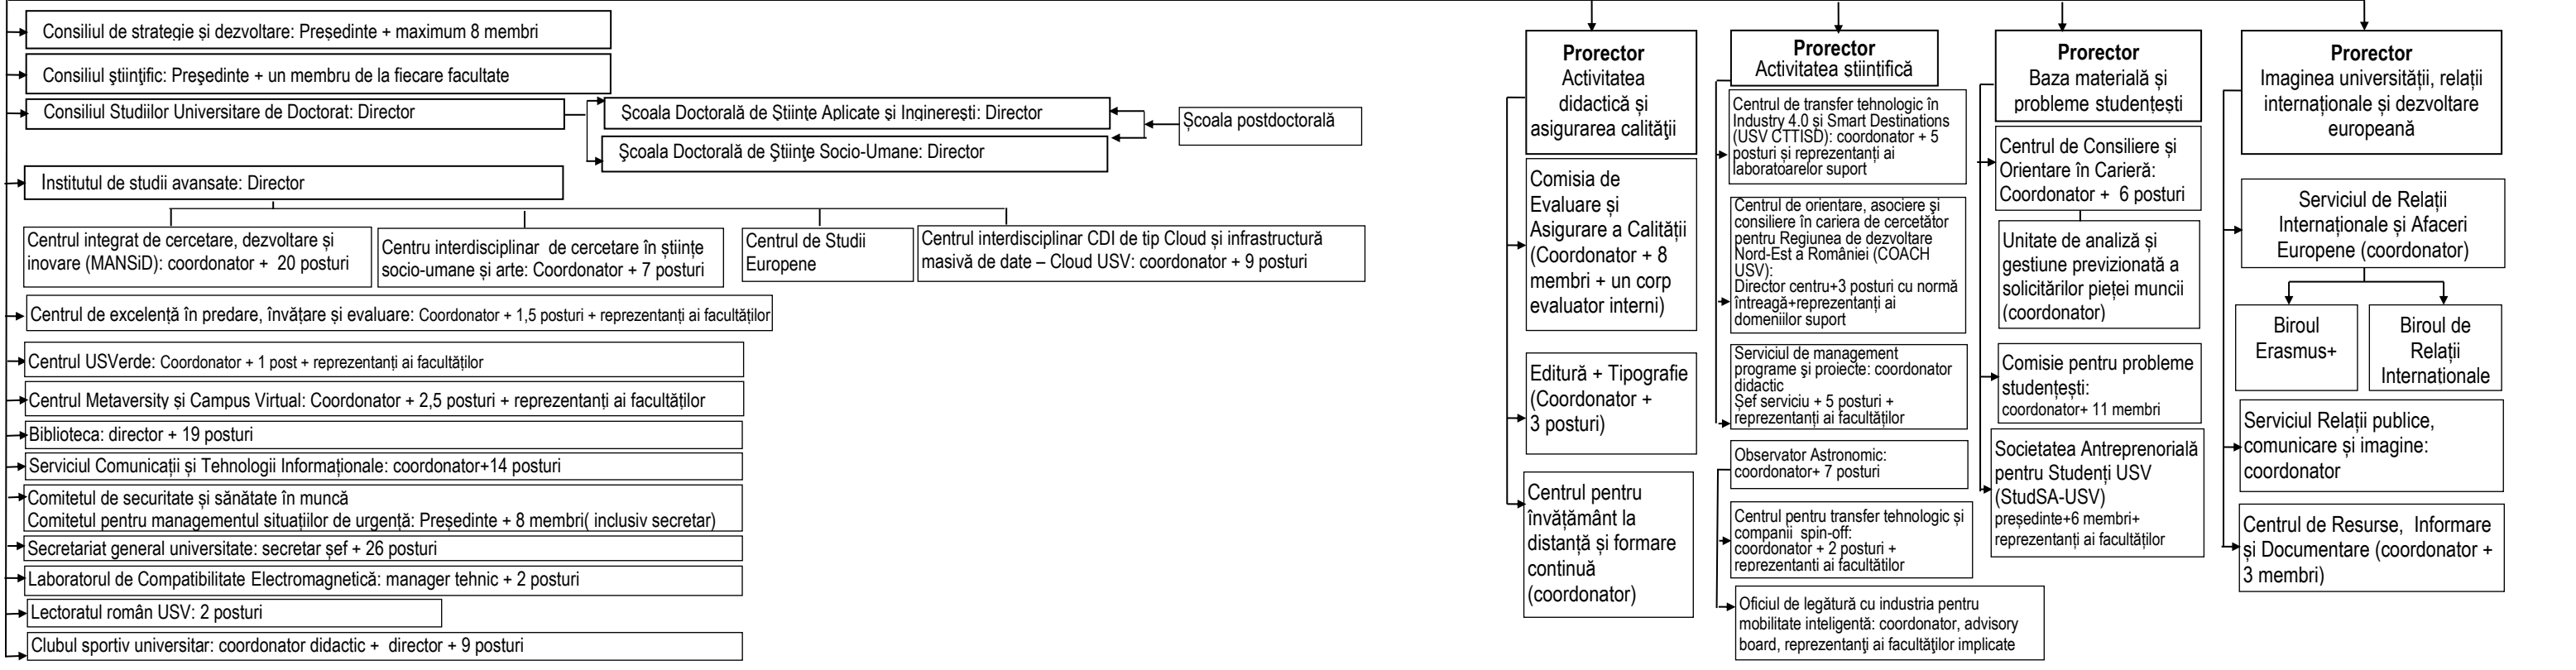 Consiliul de strategie și dezvoltare: Președinte + maximum 8 membri
Consiliul ştiinţific: Preşedinte + un membru de la fiecare facultate
Consiliul Studiilor Universitare de Doctorat: Director
Şcoala Doctorală de Ştiinţe Aplicate și Inginereşti: Director
Şcoala Doctorală de Ştiinţe Socio-Umane: Director
Școala postdoctorală
Institutul de studii avansate: Director
Centrul integrat de cercetare, dezvoltare și
inovare (MANSiD): coordonator + 20 posturi
Centru interdisciplinar de cercetare în științe
socio-umane și arte: Coordonator + 7 posturi
Centrul de Studii
Europene
Centrul interdisciplinar CDI de tip Cloud și infrastructură
masivă de date – Cloud USV: coordonator + 9 posturi
Centrul de excelență în predare, învățare și evaluare: Coordonator + 1,5 posturi + reprezentanți ai facultăților
Centrul USVerde: Coordonator + 1 post + reprezentanți ai facultăților
Centrul Metaversity și Campus Virtual: Coordonator + 2,5 posturi + reprezentanți ai facultăților
Biblioteca: director + 19 posturi
Serviciul Comunicații și Tehnologii Informaționale: coordonator+14 posturi
Comitetul de securitate și sănătate în muncă
Comitetul pentru managementul situațiilor de urgență: Președinte + 8 membri( inclusiv secretar)
Secretariat general universitate: secretar șef + 26 posturi
Laboratorul de Compatibilitate Electromagnetică: manager tehnic + 2 posturi
Lectoratul român USV: 2 posturi
Clubul sportiv universitar: coordonator didactic + director + 9 posturi
Prorector
Activitatea
didactică și
asigurarea calităţii
Comisia de
Evaluare și
Asigurare a Calității
(Coordonator + 8
membri + un corp
evaluator interni)
Editură + Tipografie
(Coordonator +
3 posturi)
Centrul pentru
învățământ la
distanță și formare
continuă
(coordonator)
Prorector
Activitatea stiintifică
Centrul de transfer tehnologic în
Industry 4.0 și Smart Destinations
(USV CTTISD): coordonator + 5
posturi și reprezentanți ai
laboratoarelor suport
Centrul de orientare, asociere şi
consiliere în cariera de cercetător
pentru Regiunea de dezvoltare
Nord-Est a României (COACH
USV):
Director centru+3 posturi cu normă
întreagă+reprezentanți ai
domeniilor suport
Serviciul de management
programe şi proiecte: coordonator
didactic
Șef serviciu + 5 posturi +
reprezentanți ai facultăților
Observator Astronomic:
coordonator+ 7 posturi
Centrul pentru transfer tehnologic și
companii spin-off:
coordonator + 2 posturi +
reprezentanti ai facultătilor
Oficiul de legătură cu industria pentru
mobilitate inteligentă: coordonator, advisory
board, reprezentanţi ai facultăţilor implicate
Prorector
Baza materială și
probleme studențești
Centrul de Consiliere și
Orientare în Carieră:
Coordonator + 6 posturi
Unitate de analiză și
gestiune previzionată a
solicitărilor pieței muncii
(coordonator)
Comisie pentru probleme
studențești:
coordonator+ 11 membri
Societatea Antreprenorială
pentru Studenți USV
(StudSA-USV)
președinte+6 membri+
reprezentanți ai facultăților
Prorector
Imaginea universității, relații
internaționale și dezvoltare
europeană
Serviciul de Relații
Internaționale și Afaceri
Europene (coordonator)
Biroul
Erasmus+
Biroul de
Relații
Internationale
Serviciul Relații publice,
comunicare și imagine:
coordonator
Centrul de Resurse, Informare
și Documentare (coordonator +
3 membri)